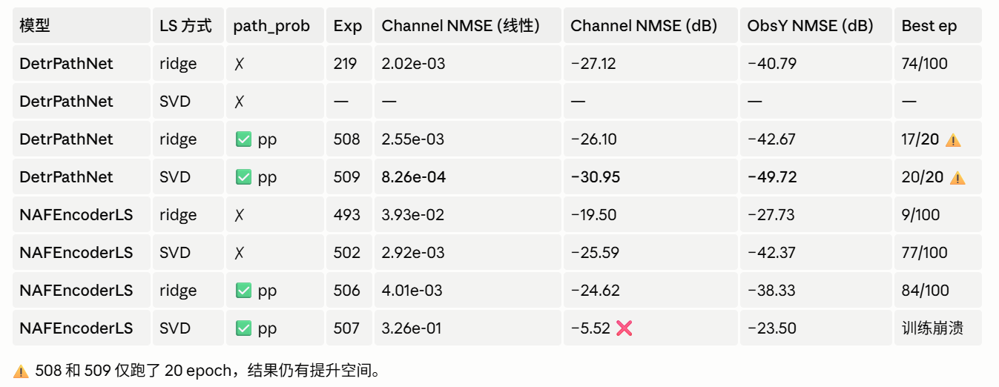 模型 LS 方式 path_prob Exp Channel NMSE (线性) Channel NMSE (dB) ObsY NMSE (dB) Best ep
DetrPathNet ridge ✗ 219 2.02e-03 −27.12 −40.79 74/100
DetrPathNet SVD ✗ — — — — —
DetrPathNet ridge ✅ pp 508 2.55e-03 −26.10 −42.67 17/20 ⚠️
DetrPathNet SVD ✅ pp 509 8.26e-04 −30.95 −49.72 20/20 ⚠️
NAFEncoderLS ridge ✗ 493 3.93e-02 −19.50 −27.73 9/100
NAFEncoderLS SVD ✗ 502 2.92e-03 −25.59 −42.37 77/100
NAFEncoderLS ridge ✅ pp 506 4.01e-03 −24.62 −38.33 84/100
NAFEncoderLS SVD ✅ pp 507 3.26e-01 −5.52 ❌ −23.50 训练崩溃
⚠️ 508 和 509 仅跑了 20 epoch，结果仍有提升空间。